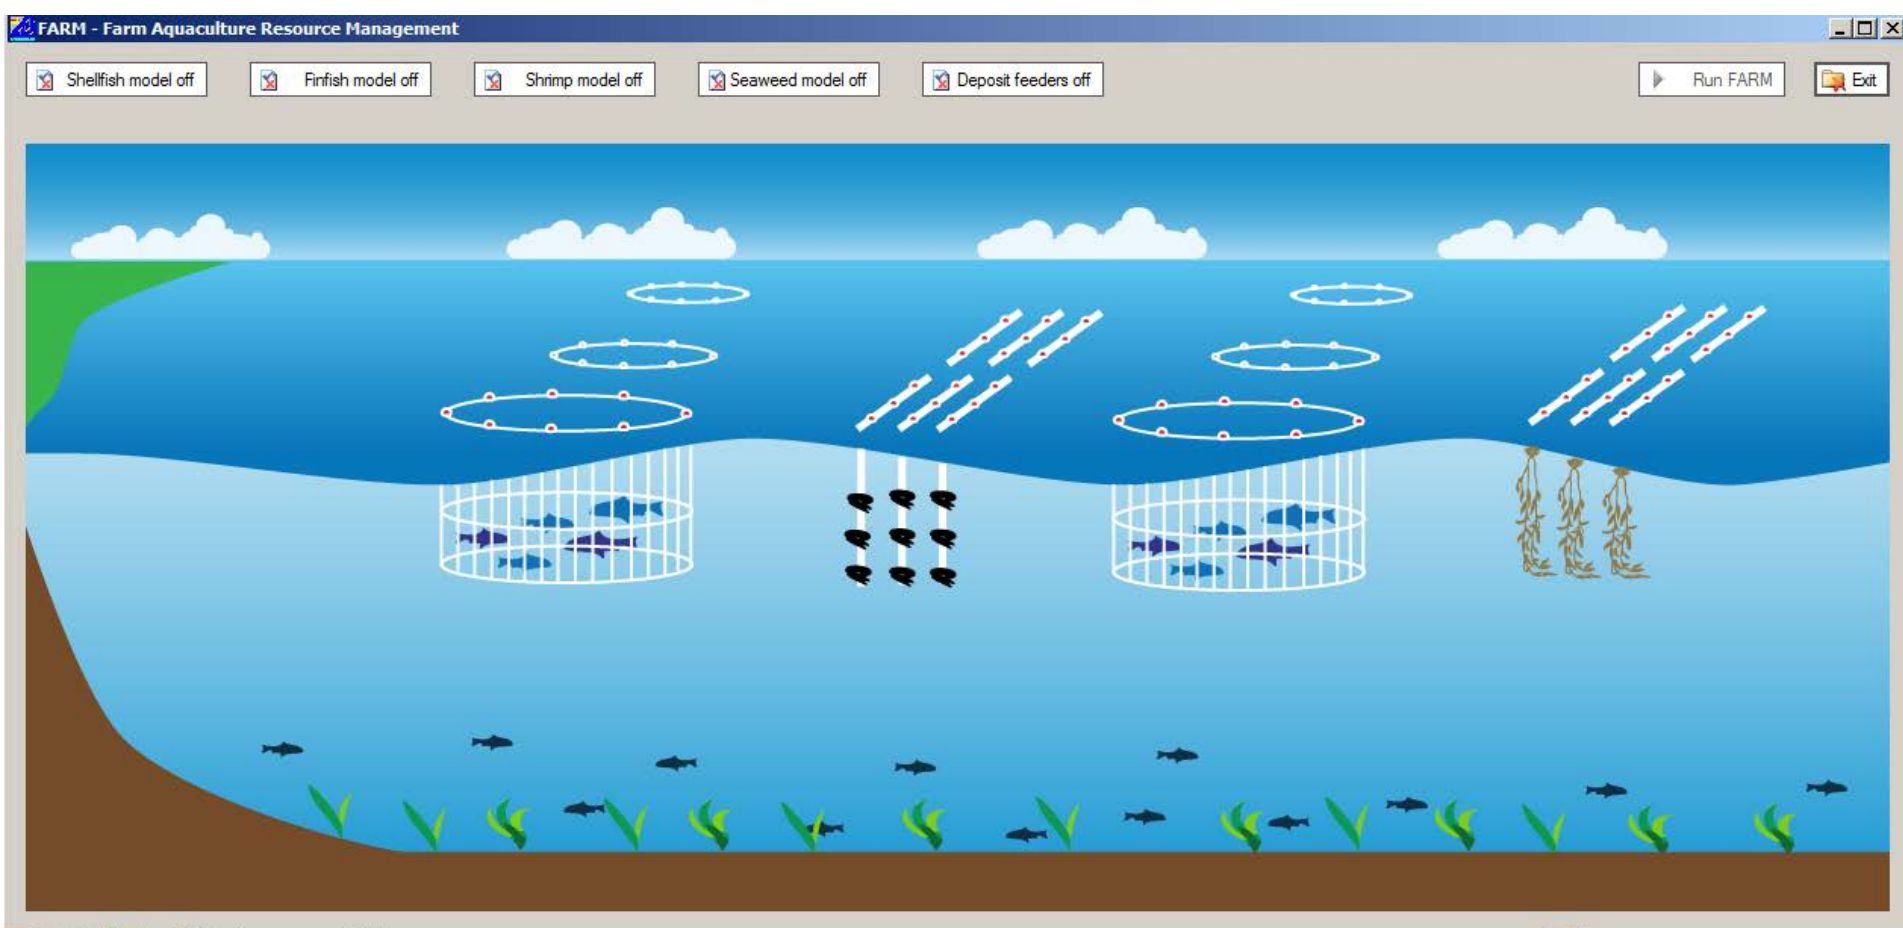 FARM - Farm Aquaculture Resource Management
Shellfish model off
Finfish model off
Shrimp model off
Seaweed model off
Deposit feeders off
Run FARM
Exit